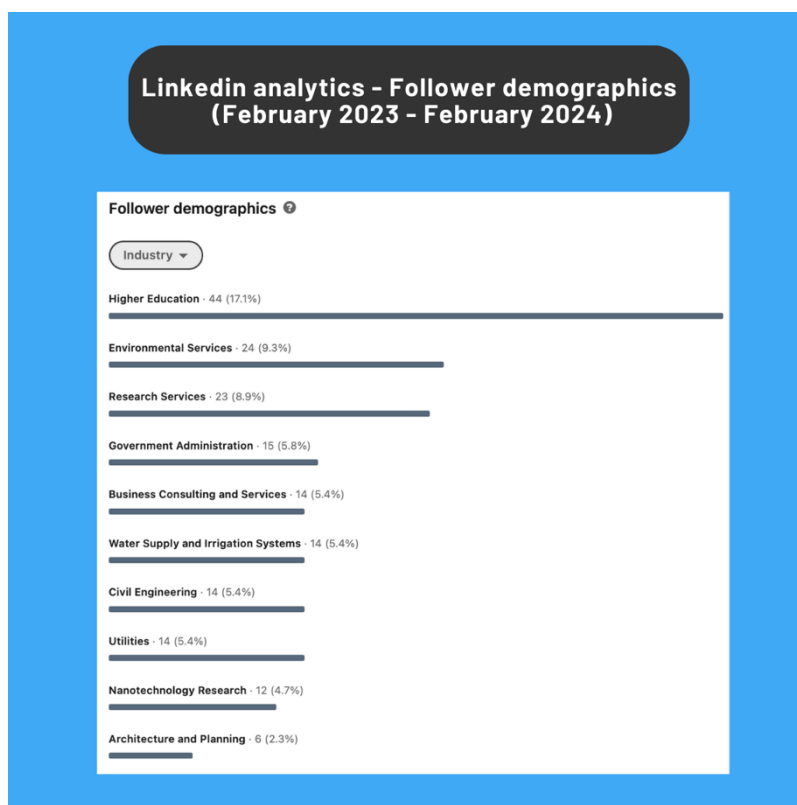 Linkedin analytics - Follower demographics
(February 2023 - February 2024)
Follower demographics
Industry
Higher Education · 44 (17.1%)
Environmental Services · 24 (9.3%)
Research Services · 23 (8.9%)
Government Administration · 15 (5.8%)
Business Consulting and Services · 14 (5.4%)
Water Supply and Irrigation Systems · 14 (5.4%)
Civil Engineering · 14 (5.4%)
Utilities · 14 (5.4%)
Nanotechnology Research · 12 (4.7%)
Architecture and Planning · 6 (2.3%)